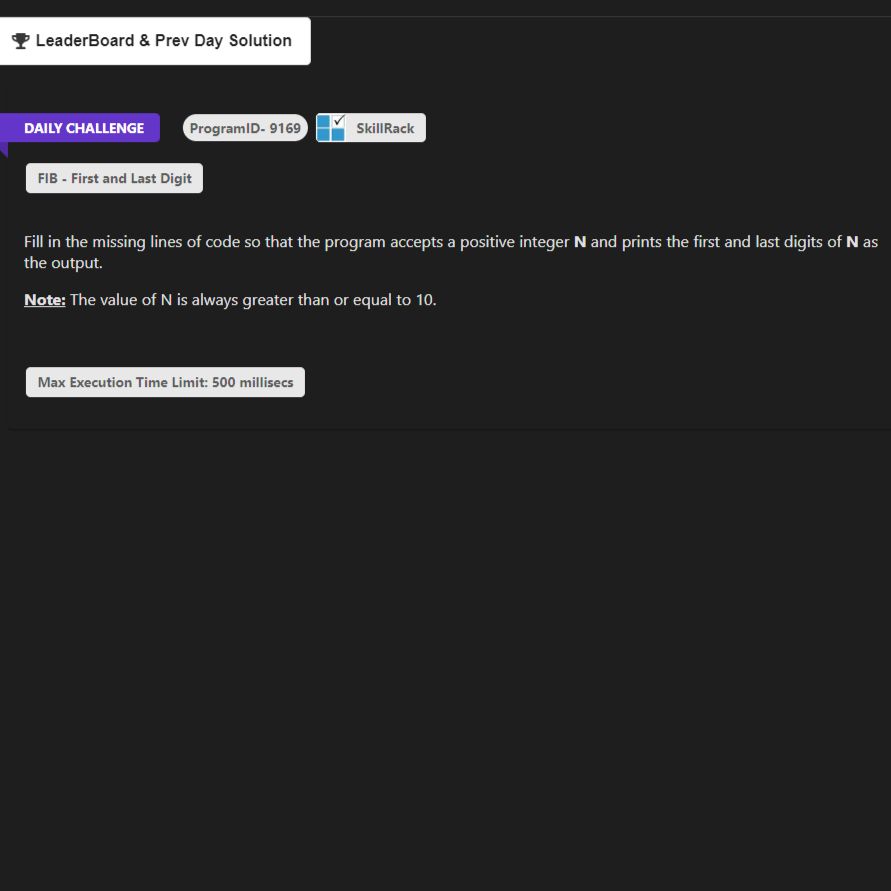 LeaderBoard & Prev Day Solution
DAILY CHALLENGE
ProgramID- 9169
SkillRack
FIB - First and Last Digit
Fill in the missing lines of code so that the program accepts a positive integer N and prints the first and last digits of N as
the output.
Note: The value of N is always greater than or equal to 10.
Max Execution Time Limit: 500 millisecs